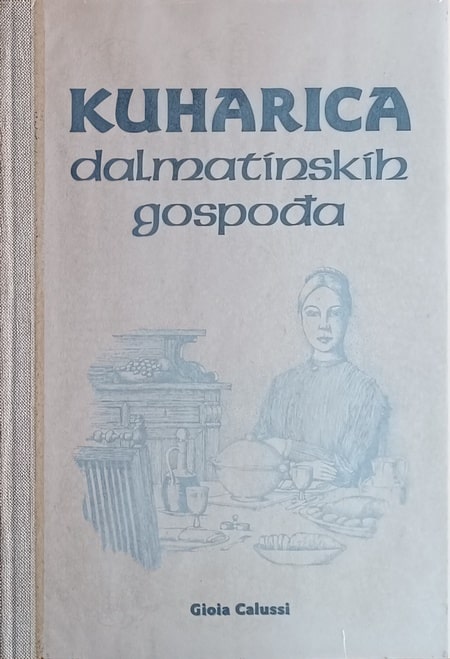 KUHARICA
dalmatinskih
gospođa
Gioia Calussi